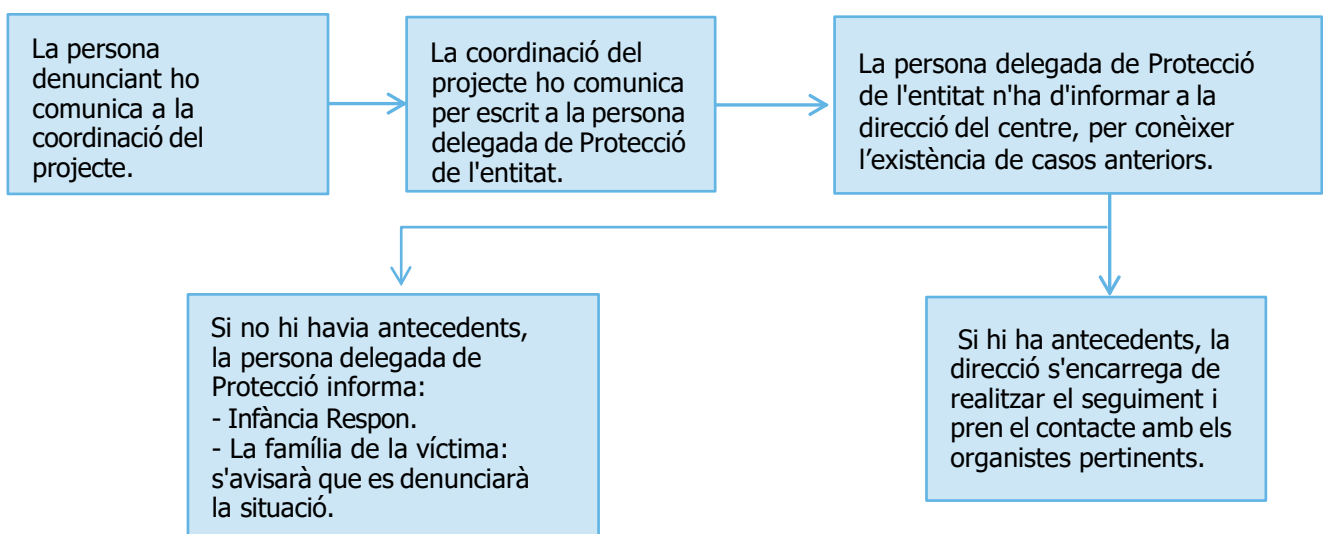 La persona
denunciant ho
comunica a la
coordinació del
projecte.
La coordinació del
projecte ho comunica
per escrit a la persona
delegada de Protecció
de l'entitat.
La persona delegada de Protecció
de l'entitat n'ha d'informar a la
direcció del centre, per conèixer
l’existència de casos anteriors.
Si no hi havia antecedents,
la persona delegada de
Protecció informa:
- Infància Respon.
- La família de la víctima:
s'avisarà que es denunciarà
la situació.
Si hi ha antecedents, la
direcció s'encarrega de
realitzar el seguiment i
pren el contacte amb els
organistes pertinents.